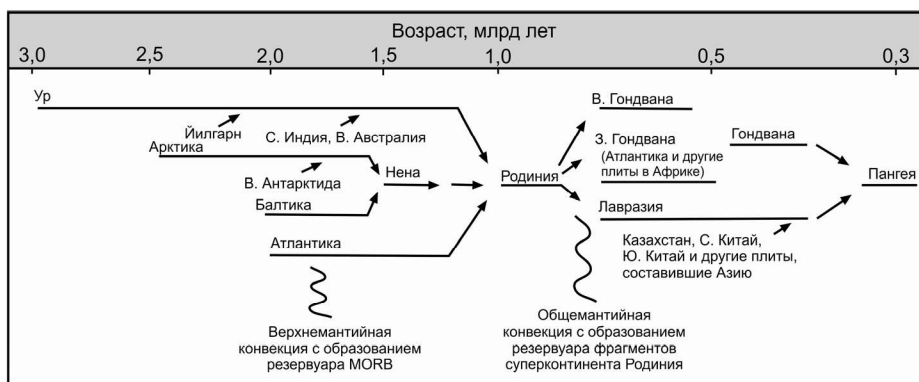 Возраст, млрд лет
3,0 2,5 2,0 1,5 1,0 0,5 0,3
Ур
Йилгарн
С. Индия, В. Австралия
Арктика
В. Антарктида
Нена
Балтика
Атлантика
Верхнемантийная
конвекция с образованием
резервуара MORB
Родиния
В. Гондвана
З. Гондвана
(Атлантика и другие
плиты в Африке)
Гондвана
Пангея
Лавразия
Казахстан, С. Китай,
Ю. Китай и другие плиты,
составившие Азию
Общемантийная
конвекция с образованием
резервуара фрагментов
суперконтинента Родиния